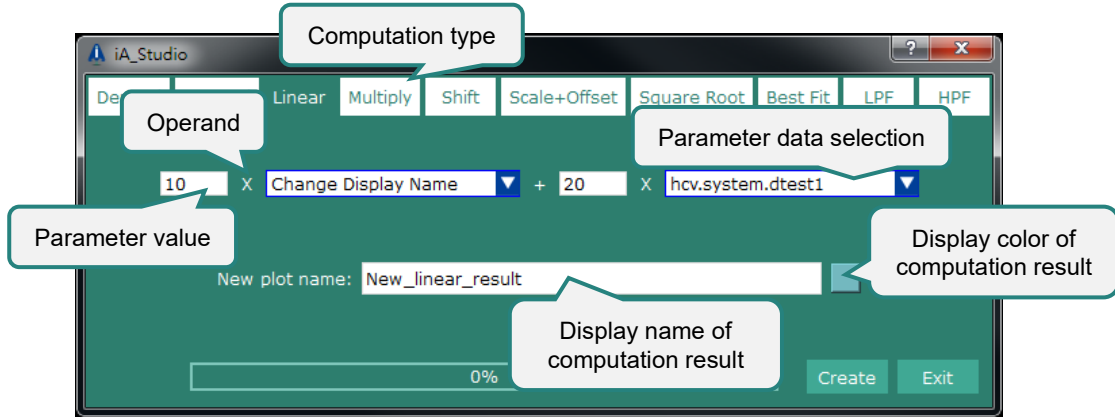 Computation type
iA_Studio
? X
Linear Multiply Shift Scale+Offset Square Root Best Fit LPF HPF
Operand
Parameter data selection
10 X Change Display Name + 20 X hcv.system.dtest1
Parameter value
Display color of
computation result
New plot name: New_linear_result
Display name of
computation result
0%
Create Exit